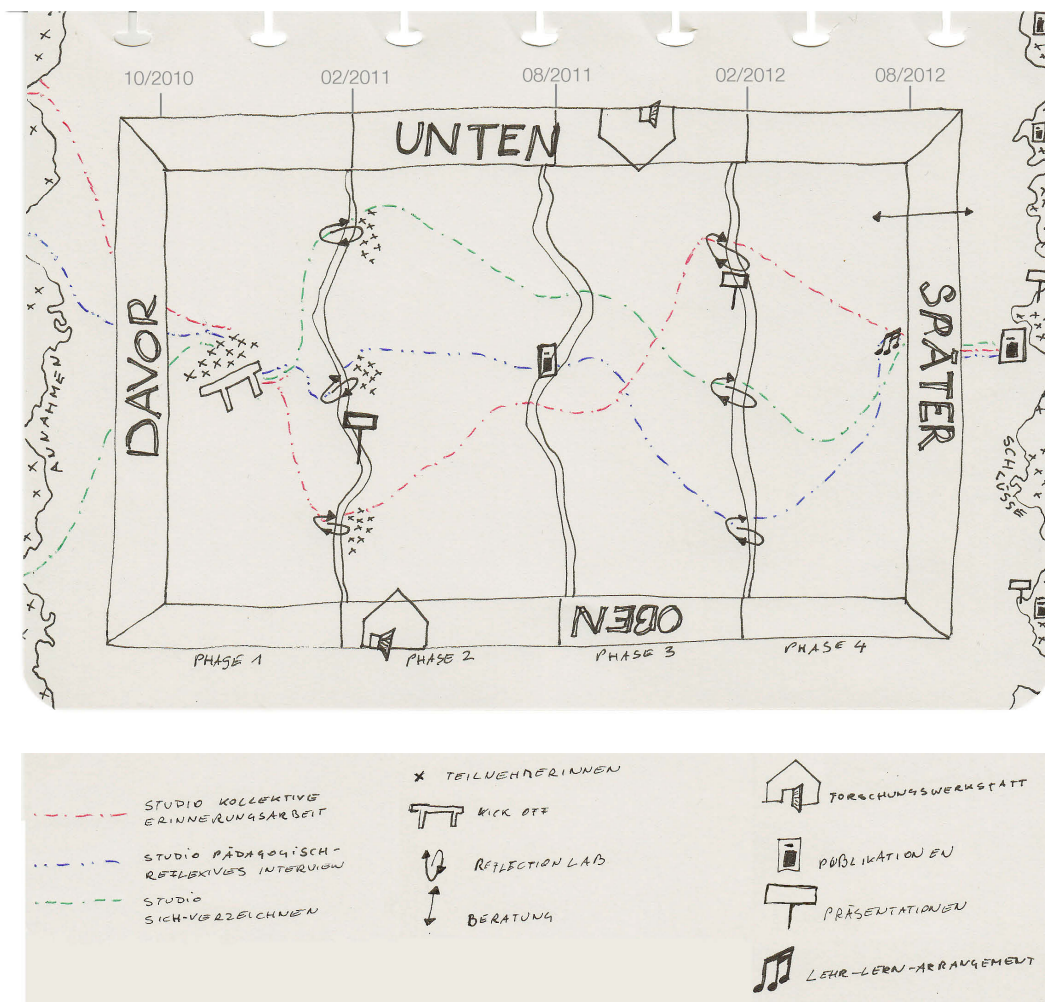 10/2010
02/2011
08/2011
02/2012
08/2012
UNTEN
DAVOR
SPÄTER
ANNAHMEN
SCHLÜSSE
OBEN
PHASE 1
PHASE 2
PHASE 3
PHASE 4
STUDIO KOLLEKTIVE
ERINNERUNGSARBEIT
STUDIO PÄDAGOGISCH-
REFLEXIVES INTERVIEW
STUDIO
SICH-VERZEICHNEN
TEILNEHMERINNEN
KICK OFF
REFLECTION LAB
BERATUNG
FORSCHUNGSWERKSTATT
PUBLIKATIONEN
PRÄSENTATIONEN
LEHR-LERN-ARRANGEMENT